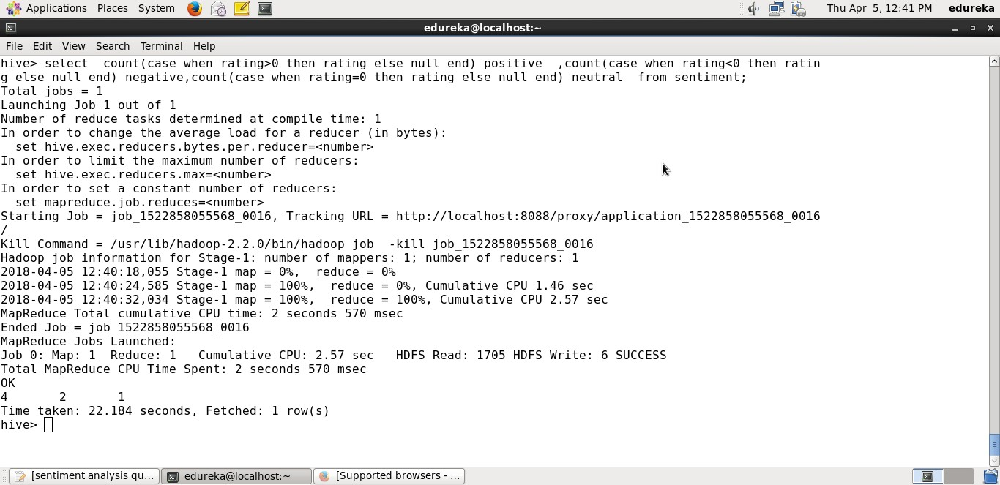 Applications Places System Thu Apr 5, 12:41 PM edureka
edureka@localhost:~
File Edit View Search Terminal Help
hive> select  count(case when rating>0 then rating else null end) positive  ,count(case when rating<0 then ratin
g else null end) negative,count(case when rating=0 then rating else null end) neutral  from sentiment;
Total jobs = 1
Launching Job 1 out of 1
Number of reduce tasks determined at compile time: 1
In order to change the average load for a reducer (in bytes):
  set hive.exec.reducers.bytes.per.reducer=<number>
In order to limit the maximum number of reducers:
  set hive.exec.reducers.max=<number>
In order to set a constant number of reducers:
  set mapreduce.job.reduces=<number>
Starting Job = job_1522858055568_0016, Tracking URL = http://localhost:8088/proxy/application_1522858055568_0016
/
Kill Command = /usr/lib/hadoop-2.2.0/bin/hadoop job  -kill job_1522858055568_0016
Hadoop job information for Stage-1: number of mappers: 1; number of reducers: 1
2018-04-05 12:40:18,055 Stage-1 map = 0%,  reduce = 0%
2018-04-05 12:40:24,585 Stage-1 map = 100%,  reduce = 0%, Cumulative CPU 1.46 sec
2018-04-05 12:40:32,034 Stage-1 map = 100%,  reduce = 100%, Cumulative CPU 2.57 sec
MapReduce Total cumulative CPU time: 2 seconds 570 msec
Ended Job = job_1522858055568_0016
MapReduce Jobs Launched:
Job 0: Map: 1  Reduce: 1   Cumulative CPU: 2.57 sec   HDFS Read: 1705 HDFS Write: 6 SUCCESS
Total MapReduce CPU Time Spent: 2 seconds 570 msec
OK
4       2       1
Time taken: 22.184 seconds, Fetched: 1 row(s)
hive>
[sentiment analysis qu... edureka@localhost:~ [Supported browsers - ...